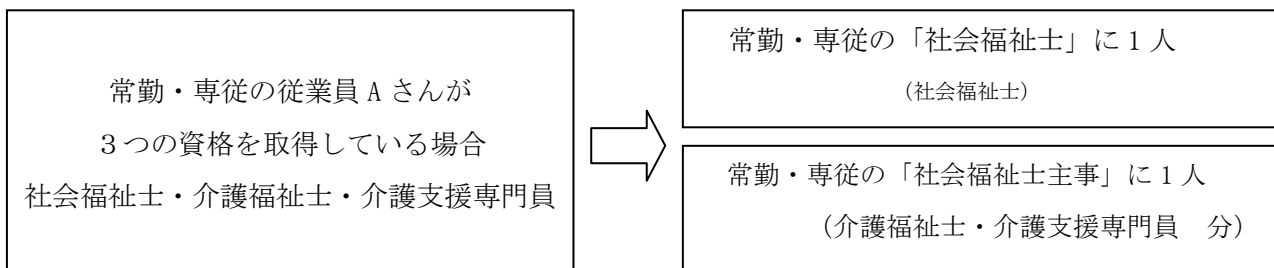 常勤・専従の従業員 A さんが
３つの資格を取得している場合
社会福祉士・介護福祉士・介護支援専門員
常勤・専従の「社会福祉士」に 1 人
（社会福祉士）
常勤・専従の「社会福祉士主事」に 1 人
（介護福祉士・介護支援専門員　分）